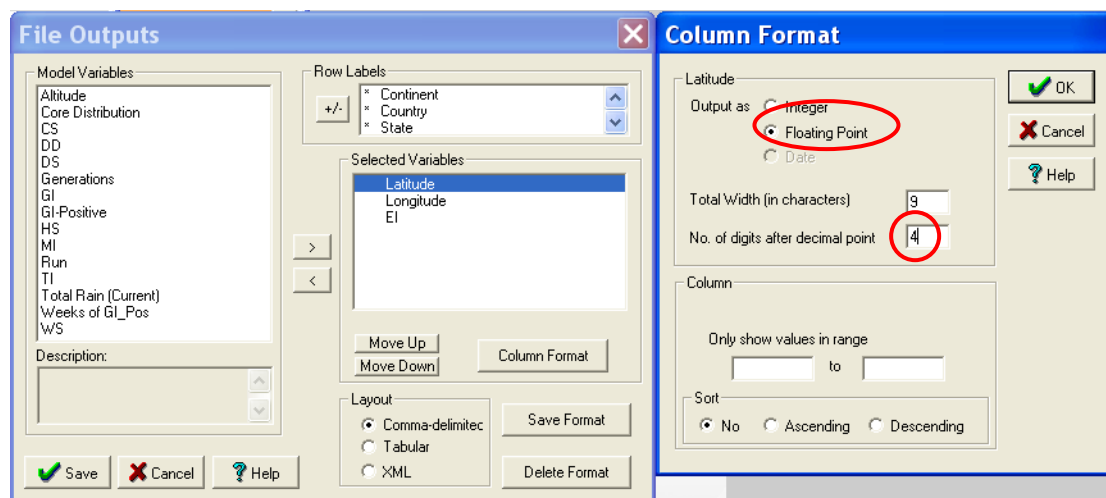 File Outputs
Model Variables
Altitude
Core Distribution
CS
DD
DS
Generations
GI
GI-Positive
HS
MI
Run
TI
Total Rain (Current)
Weeks of GI_Pos
WS
Description:
Save
Cancel
Help
Row Labels
+/-
* Continent
* Country
* State
Selected Variables
Latitude
Longitude
EI
>
<
Move Up
Move Down
Column Format
Layout
Comma-delimitec
Tabular
XML
Save Format
Delete Format
Column Format
Latitude
Output as
Integer
Floating Point
Date
Total Width (in characters) 9
No. of digits after decimal point 4
OK
Cancel
Help
Column
Only show values in range
to
Sort
No Ascending Descending